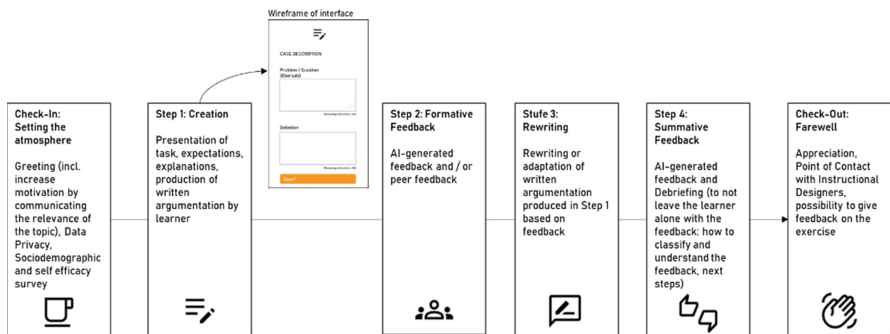 Wireframe of interface
CASE DESCRIPTION
Problem / Question
Definition
Check-In:
Setting the
atmosphere
Greeting (incl.
increase
motivation by
communicating
the relevance of
the topic), Data
Privacy,
Sociodemographic
and self efficacy
survey
Step 1: Creation
Presentation of
task, expectations,
explanations,
production of
written
argumentation by
learner
Step 2: Formative
Feedback
AI-generated
feedback and / or
peer feedback
Stufe 3:
Rewriting
Rewriting or
adaptation of
written
argumentation
produced in Step 1
based on
feedback
Step 4:
Summative
Feedback
AI-generated
feedback and
Debriefing (to not
leave the learner
alone with the
feedback: how to
classify and
understand the
feedback, next
steps)
Check-Out:
Farewell
Appreciation,
Point of Contact
with Instructional
Designers,
possibility to give
feedback on the
exercise